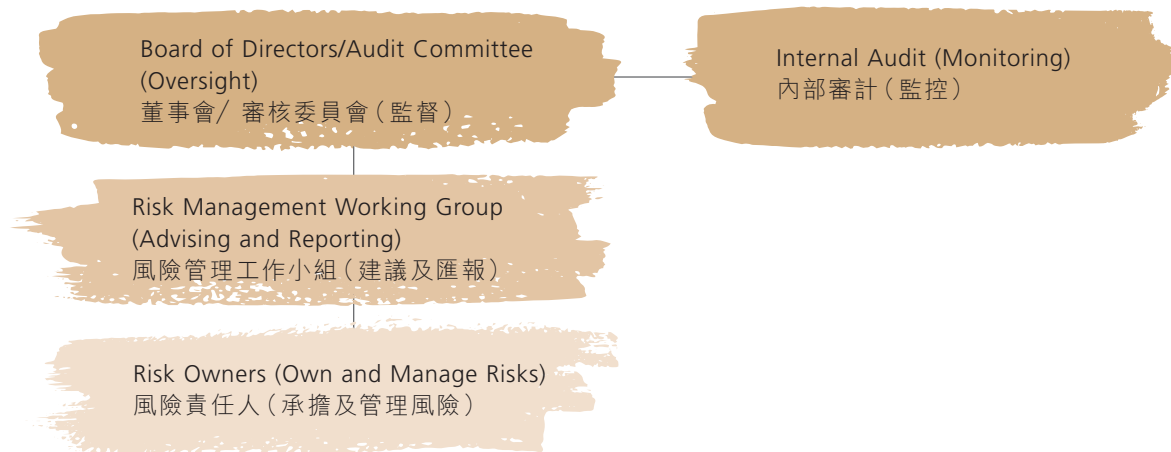 Board of Directors/Audit Committee
(Oversight)
董事會/ 審核委員會（監督）
Internal Audit (Monitoring)
內部審計（監控）
Risk Management Working Group
(Advising and Reporting)
風險管理工作小組（建議及匯報）
Risk Owners (Own and Manage Risks)
風險責任人（承擔及管理風險）